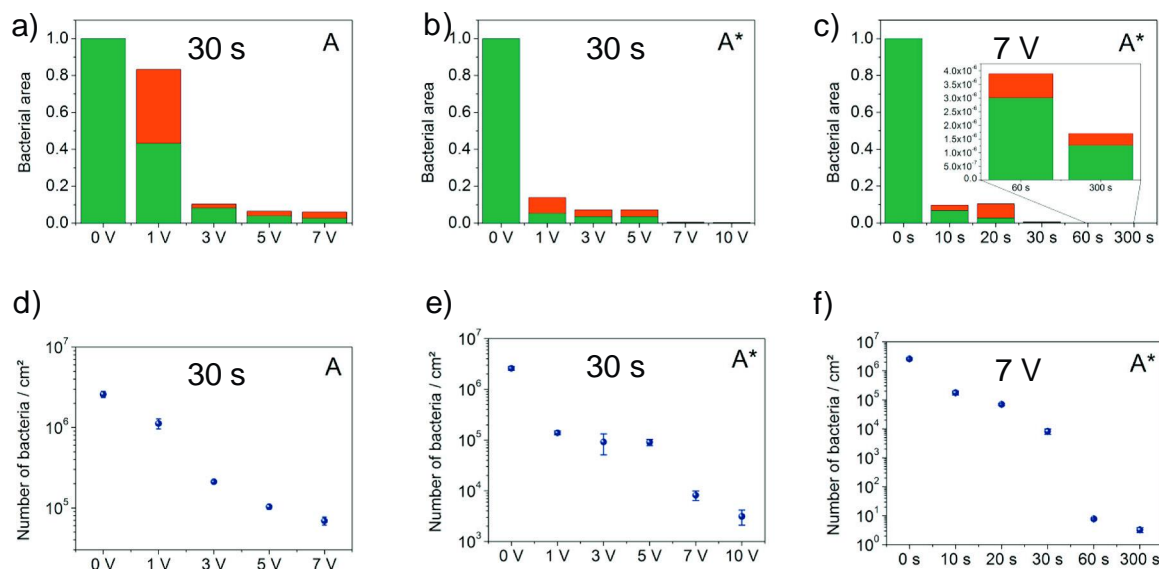 a)
30 s
A
Bacterial area
1.0
0.8
0.6
0.4
0.2
0.0
0 V 1 V 3 V 5 V 7 V
b)
30 s
A*
Bacterial area
1.0
0.8
0.6
0.4
0.2
0.0
0 V 1 V 3 V 5 V 7 V 10 V
c)
7 V
A*
Bacterial area
1.0
0.8
0.6
0.4
0.2
0.0
4.0x10⁻⁶
3.5x10⁻⁶
3.0x10⁻⁶
2.5x10⁻⁶
2.0x10⁻⁶
1.5x10⁻⁶
1.0x10⁻⁶
5.0x10⁻⁷
0.0
60 s 300 s
0 s 10 s 20 s 30 s 60 s 300 s
d)
30 s
A
Number of bacteria / cm²
10⁷
10⁶
10⁵
0 V 1 V 3 V 5 V 7 V
e)
30 s
A*
Number of bacteria / cm²
10⁷
10⁶
10⁵
10⁴
10³
0 V 1 V 3 V 5 V 7 V 10 V
f)
7 V
A*
Number of bacteria / cm²
10⁷
10⁶
10⁵
10⁴
10³
10²
10¹
10⁰
0 s 10 s 20 s 30 s 60 s 300 s